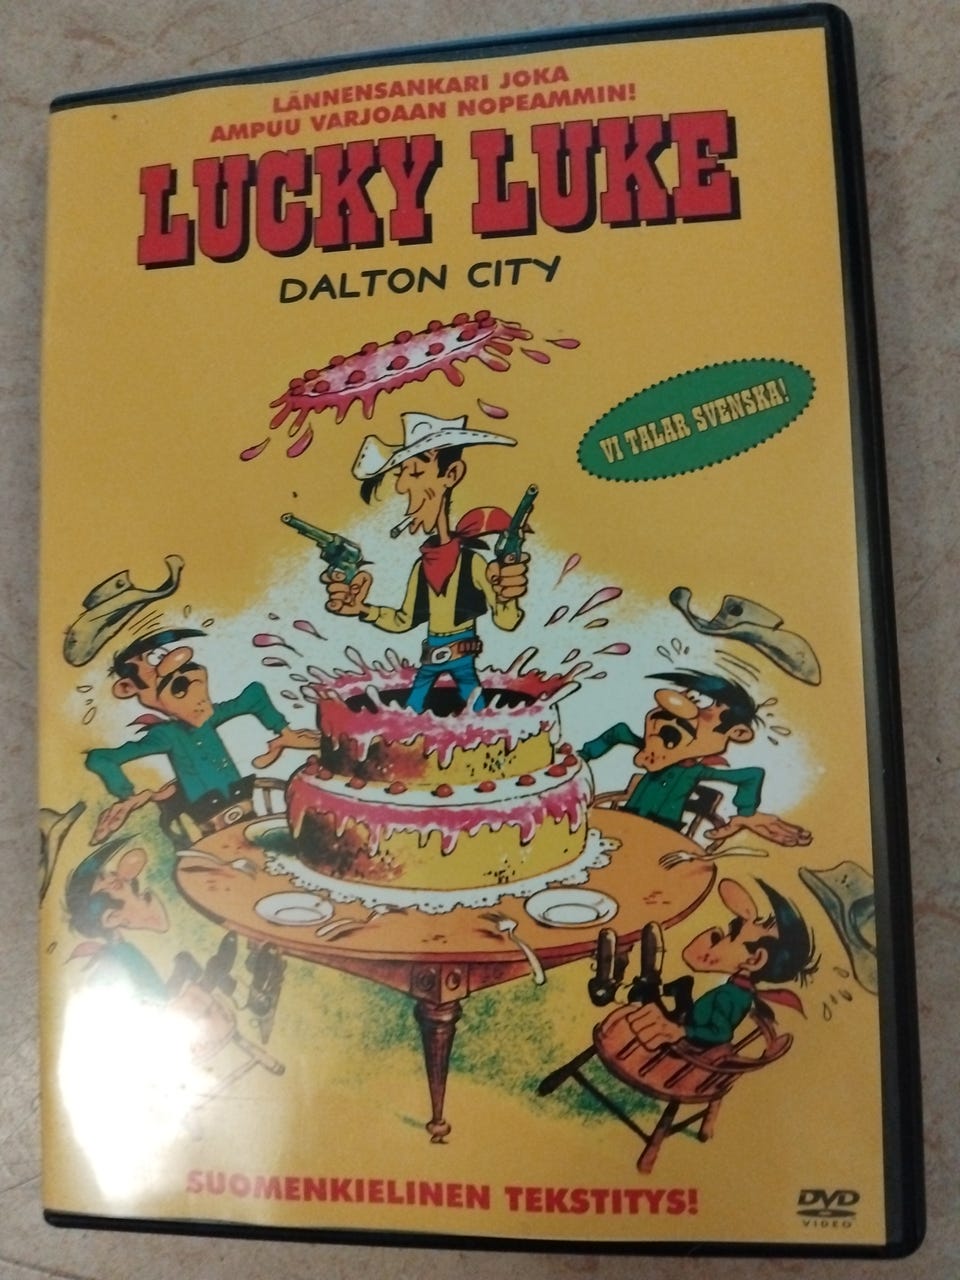 LÄNNENSANKARI JOKA
AMPUU VARJOAAN NOPEAMMIN!
LUCKY LUKE
DALTON CITY
VI TALAR SVENSKA!
SUOMENKIELINEN TEKSTITYS!
DVD
VIDEO